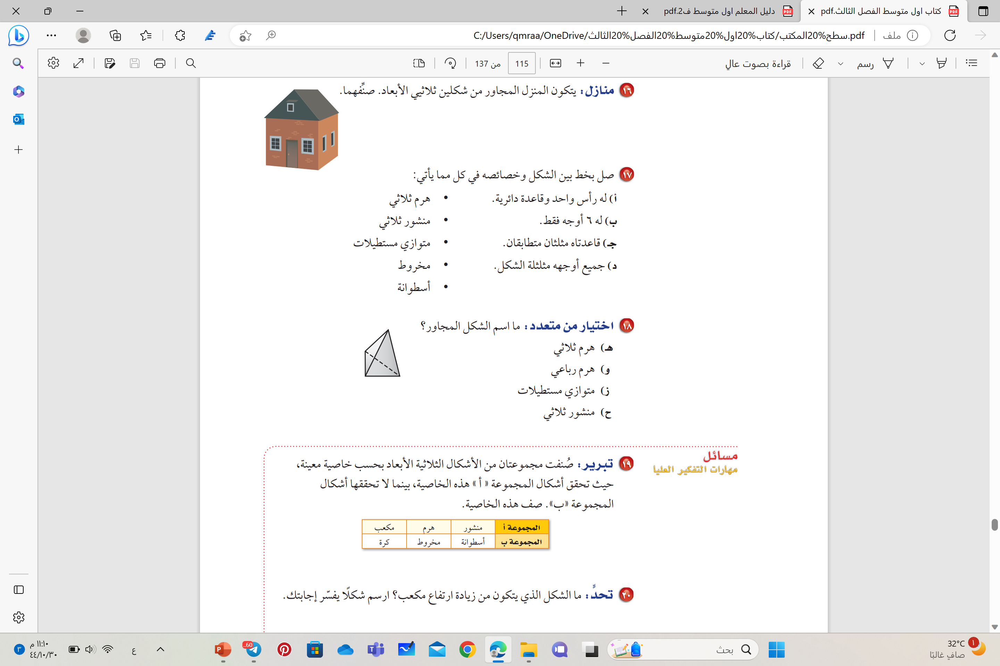 كتاب اول متوسط الفصل الثالث.pdf
دليل المعلم اول متوسط ف2.pdf
ملف
C:/Users/qmraa/OneDrive/سطح%20المكتب/كتاب%20اول%20متوسط%20الفصل%20الثالث.pdf
رسم
قراءة بصوت عالٍ
115
من 137
١٦ منازل: يتكون المنزل المجاور من شكلين ثلاثيي الأبعاد. صنِّفهما.
١٧ صل بخط بين الشكل وخصائصه في كل مما يأتي:
أ) له رأس واحد وقاعدة دائرية. • هرم ثلاثي
ب) له ٦ أوجه فقط. • منشور ثلاثي
جـ) قاعدتاه مثلثان متطابقان. • متوازي مستطيلات
د) جميع أوجهه مثلثلة الشكل. • مخروط
• أسطوانة
١٨ اختيار من متعدد: ما اسم الشكل المجاور؟
هـ) هرم ثلاثي
و) هرم رباعي
ز) متوازي مستطيلات
ح) منشور ثلاثي
مسائل
مهارات التفكير العليا
١٩ تبرير: صُنفت مجموعتان من الأشكال الثلاثية الأبعاد بحسب خاصية معينة،
حيث تحقق أشكال المجموعة « أ » هذه الخاصية، بينما لا تحققها أشكال
المجموعة «ب». صف هذه الخاصية.
المجموعة أ منشور هرم مكعب
المجموعة ب أسطوانة مخروط كرة
٢٠ تحدٍّ: ما الشكل الذي يتكون من زيادة ارتفاع مكعب؟ ارسم شكلًا يفسّر إجابتك.
١
32°C
صافٍ غالبًا
بحث
..60
ع
١١:١٠ م
٤٤/١٠/٣٠
٣